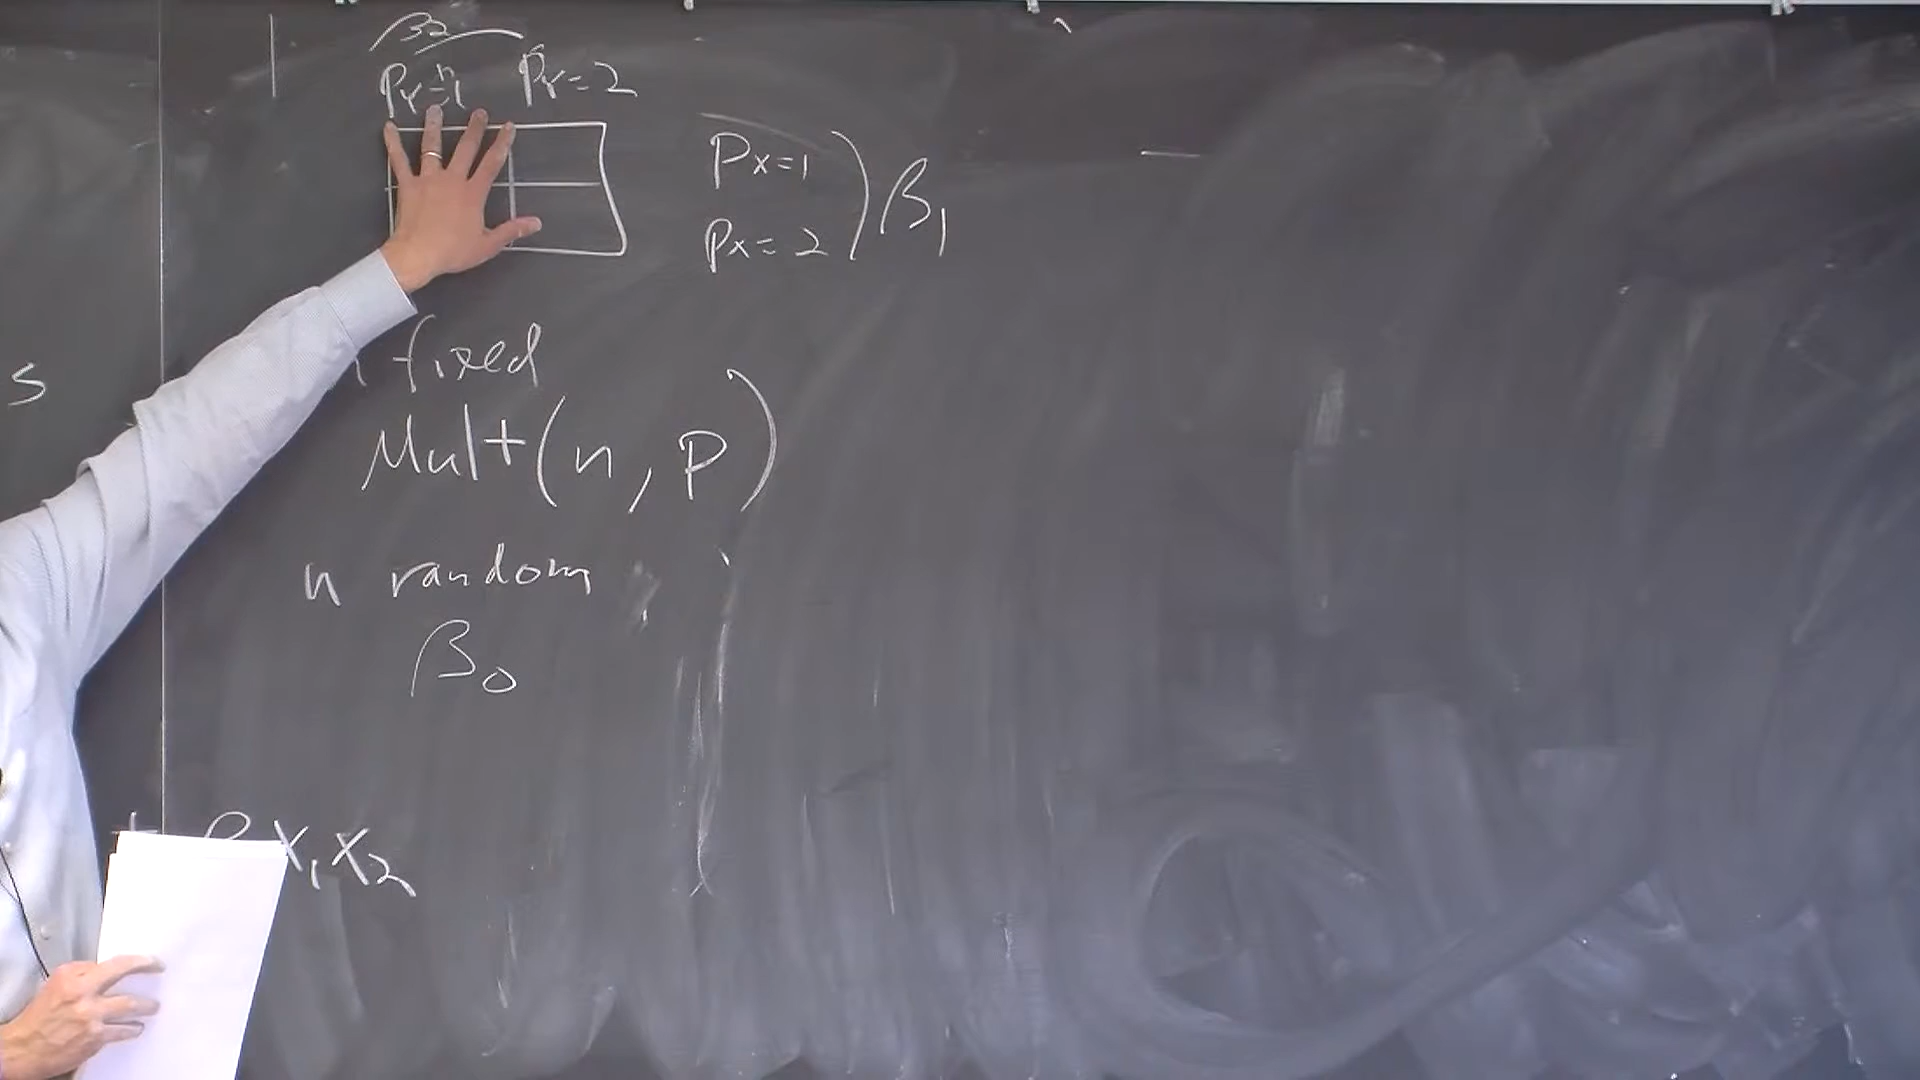 β2
PY=1 PY=2
PX=1
PX=2 ) β1
fixed
Mult(n, P)
n random
β0
s
X1X2